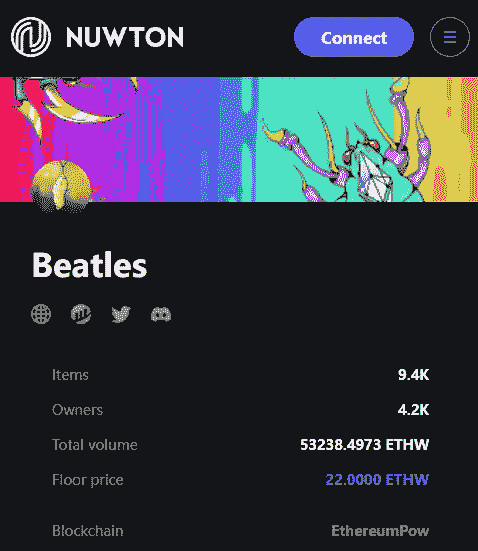 NUWTON Connect
Beatles
Items 9.4K
Owners 4.2K
Total volume 53238.4973 ETHW
Floor price 22.0000 ETHW
Blockchain EthereumPow